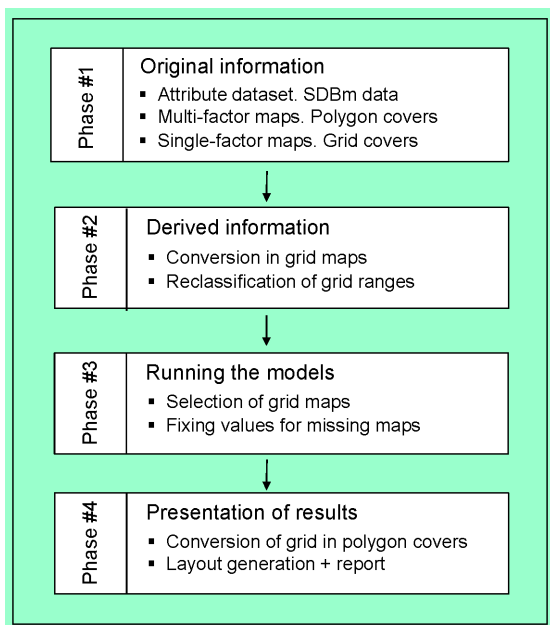 Phase #1
Original information
▪ Attribute dataset. SDBm data
▪ Multi-factor maps. Polygon covers
▪ Single-factor maps. Grid covers
Phase #2
Derived information
▪ Conversion in grid maps
▪ Reclassification of grid ranges
Phase #3
Running the models
▪ Selection of grid maps
▪ Fixing values for missing maps
Phase #4
Presentation of results
▪ Conversion of grid in polygon covers
▪ Layout generation + report